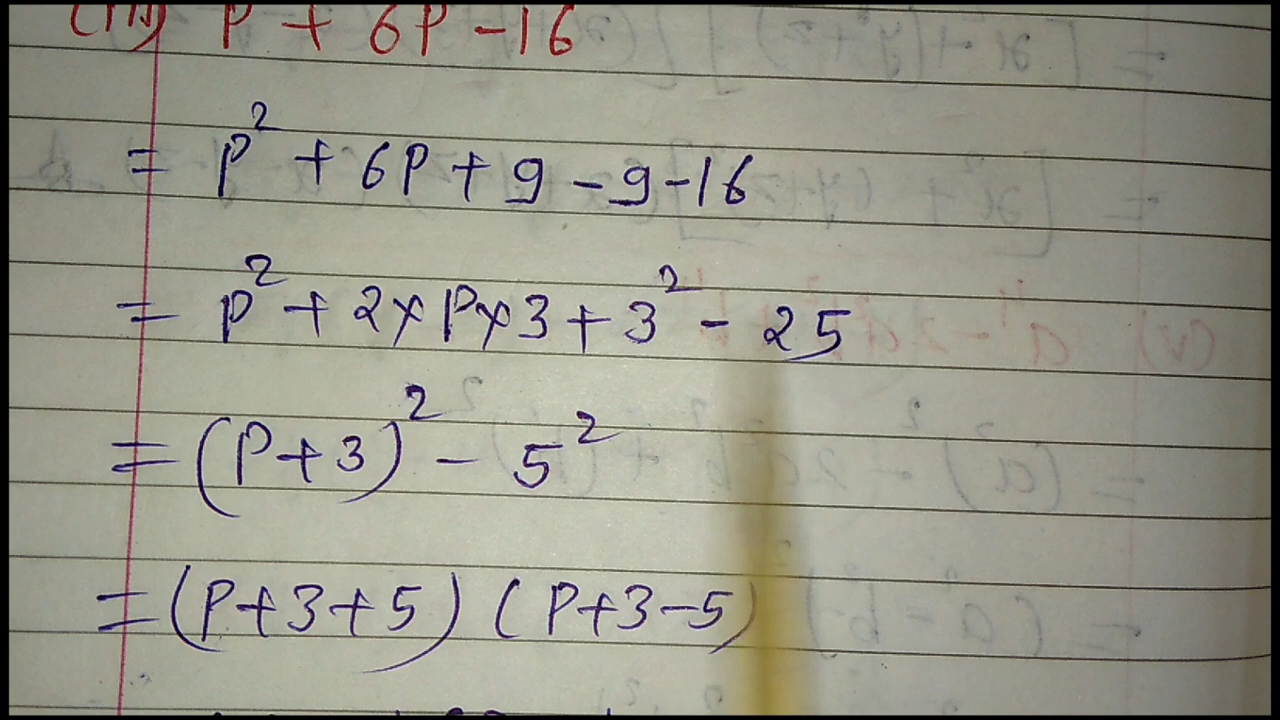 (iii) P + 6P - 16
= P² + 6P + 9 - 9 - 16
= P² + 2 × P × 3 + 3² - 25
= (P + 3)² - 5²
= (P + 3 + 5) (P + 3 - 5)